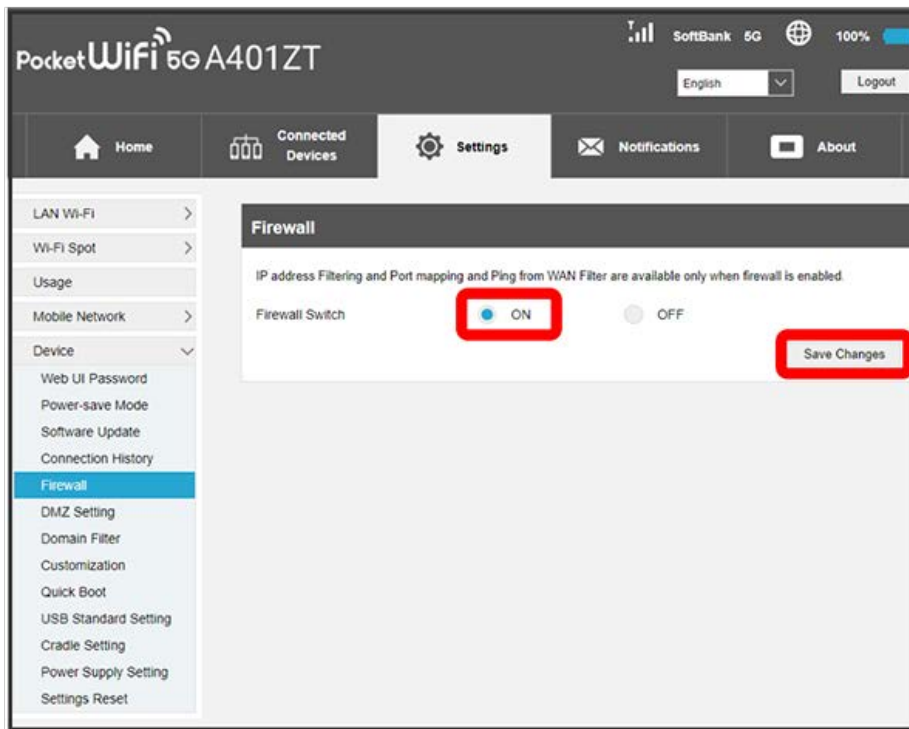 PocketWiFi 5G A401ZT
SoftBank 5G 100%
English Logout
Home Connected Devices Settings Notifications About
LAN Wi-Fi
Wi-Fi Spot
Usage
Mobile Network
Device
Web UI Password
Power-save Mode
Software Update
Connection History
Firewall
DMZ Setting
Domain Filter
Customization
Quick Boot
USB Standard Setting
Cradle Setting
Power Supply Setting
Settings Reset
Firewall
IP address Filtering and Port mapping and Ping from WAN Filter are available only when firewall is enabled.
Firewall Switch ON OFF
Save Changes